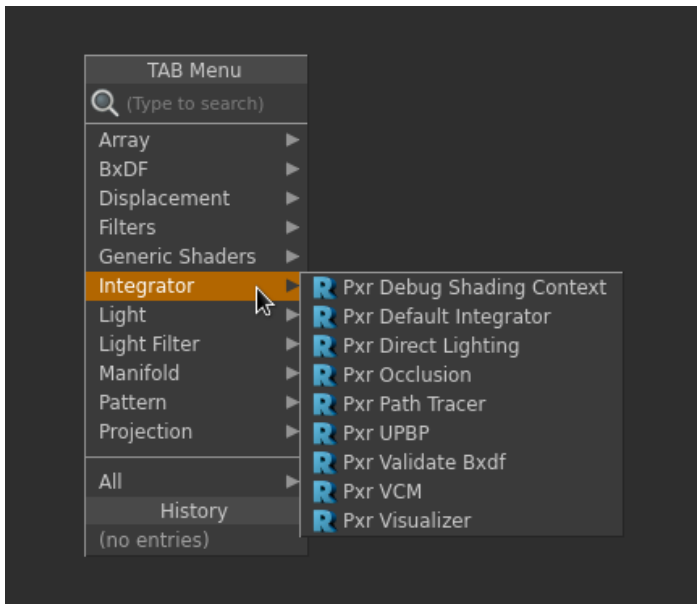 TAB Menu
(Type to search)
Array
BxDF
Displacement
Filters
Generic Shaders
Integrator
Light
Light Filter
Manifold
Pattern
Projection
All
History
(no entries)
Pxr Debug Shading Context
Pxr Default Integrator
Pxr Direct Lighting
Pxr Occlusion
Pxr Path Tracer
Pxr UPBP
Pxr Validate Bxdf
Pxr VCM
Pxr Visualizer